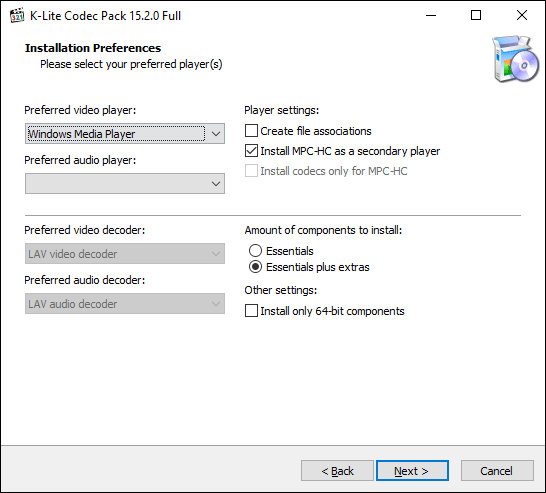 K-Lite Codec Pack 15.2.0 Full
Installation Preferences
Please select your preferred player(s)
Preferred video player:
Windows Media Player
Preferred audio player:
Player settings:
Create file associations
Install MPC-HC as a secondary player
Install codecs only for MPC-HC
Preferred video decoder:
LAV video decoder
Preferred audio decoder:
LAV audio decoder
Amount of components to install:
Essentials
Essentials plus extras
Other settings:
Install only 64-bit components
< Back
Next >
Cancel